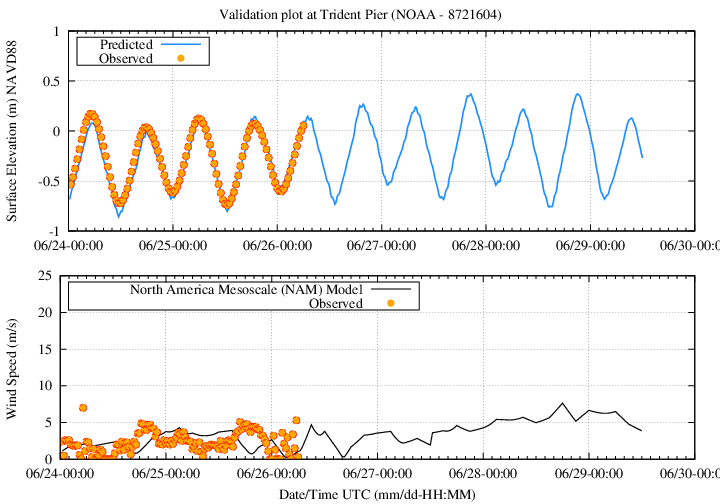 Validation plot at Trident Pier (NOAA - 8721604)
Surface Elevation (m) NAVD88
1
0.5
0
-0.5
-1
Predicted
Observed
06/24-00:00 06/25-00:00 06/26-00:00 06/27-00:00 06/28-00:00 06/29-00:00 06/30-00:00
Wind Speed (m/s)
25
20
15
10
5
0
North America Mesoscale (NAM) Model
Observed
06/24-00:00 06/25-00:00 06/26-00:00 06/27-00:00 06/28-00:00 06/29-00:00 06/30-00:00
Date/Time UTC (mm/dd-HH:MM)